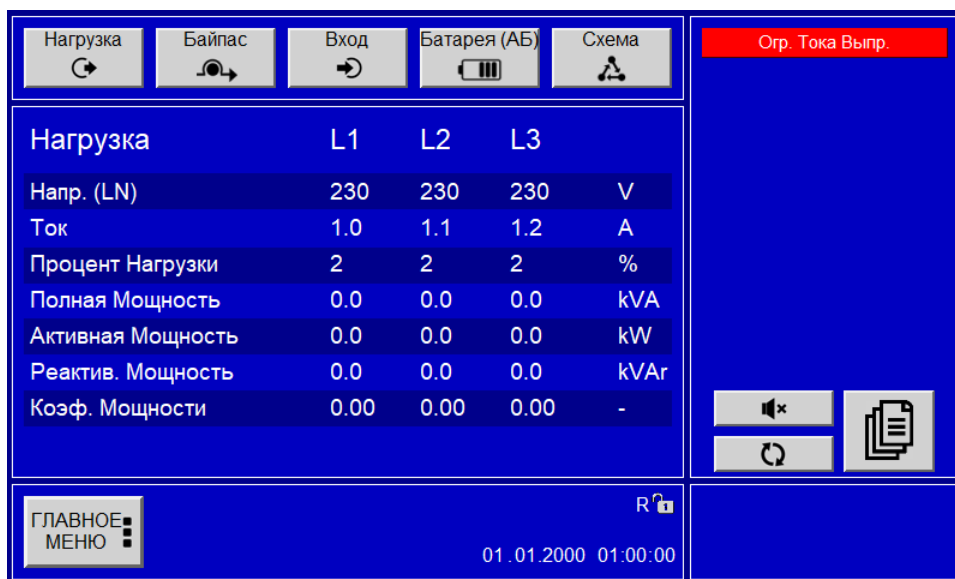 Нагрузка Байпас Вход Батарея (АБ) Схема
Огр. Тока Выпр.
Нагрузка L1 L2 L3
Напр. (LN) 230 230 230 V
Ток 1.0 1.1 1.2 A
Процент Нагрузки 2 2 2 %
Полная Мощность 0.0 0.0 0.0 kVA
Активная Мощность 0.0 0.0 0.0 kW
Реактив. Мощность 0.0 0.0 0.0 kVAr
Коэф. Мощности 0.00 0.00 0.00 -
ГЛАВНОЕ
МЕНЮ
R
01.01.2000 01:00:00